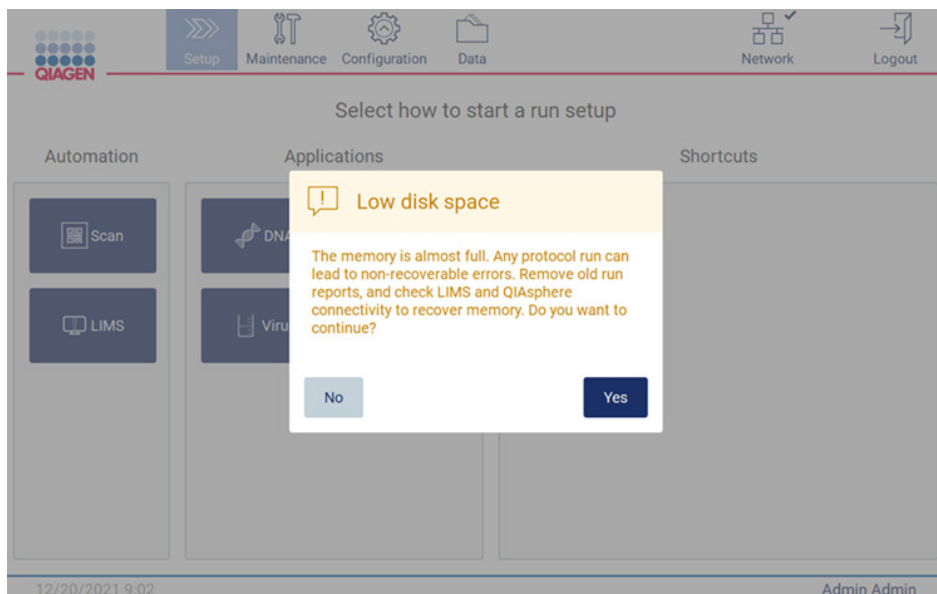 QIAGEN
Setup
Maintenance
Configuration
Data
Network
Logout
Select how to start a run setup
Automation
Applications
Shortcuts
Scan
LIMS
DNA
Viru
Low disk space
The memory is almost full. Any protocol run can
lead to non-recoverable errors. Remove old run
reports, and check LIMS and QIAsphere
connectivity to recover memory. Do you want to
continue?
No
Yes
12/20/2021 9:02
Admin Admin